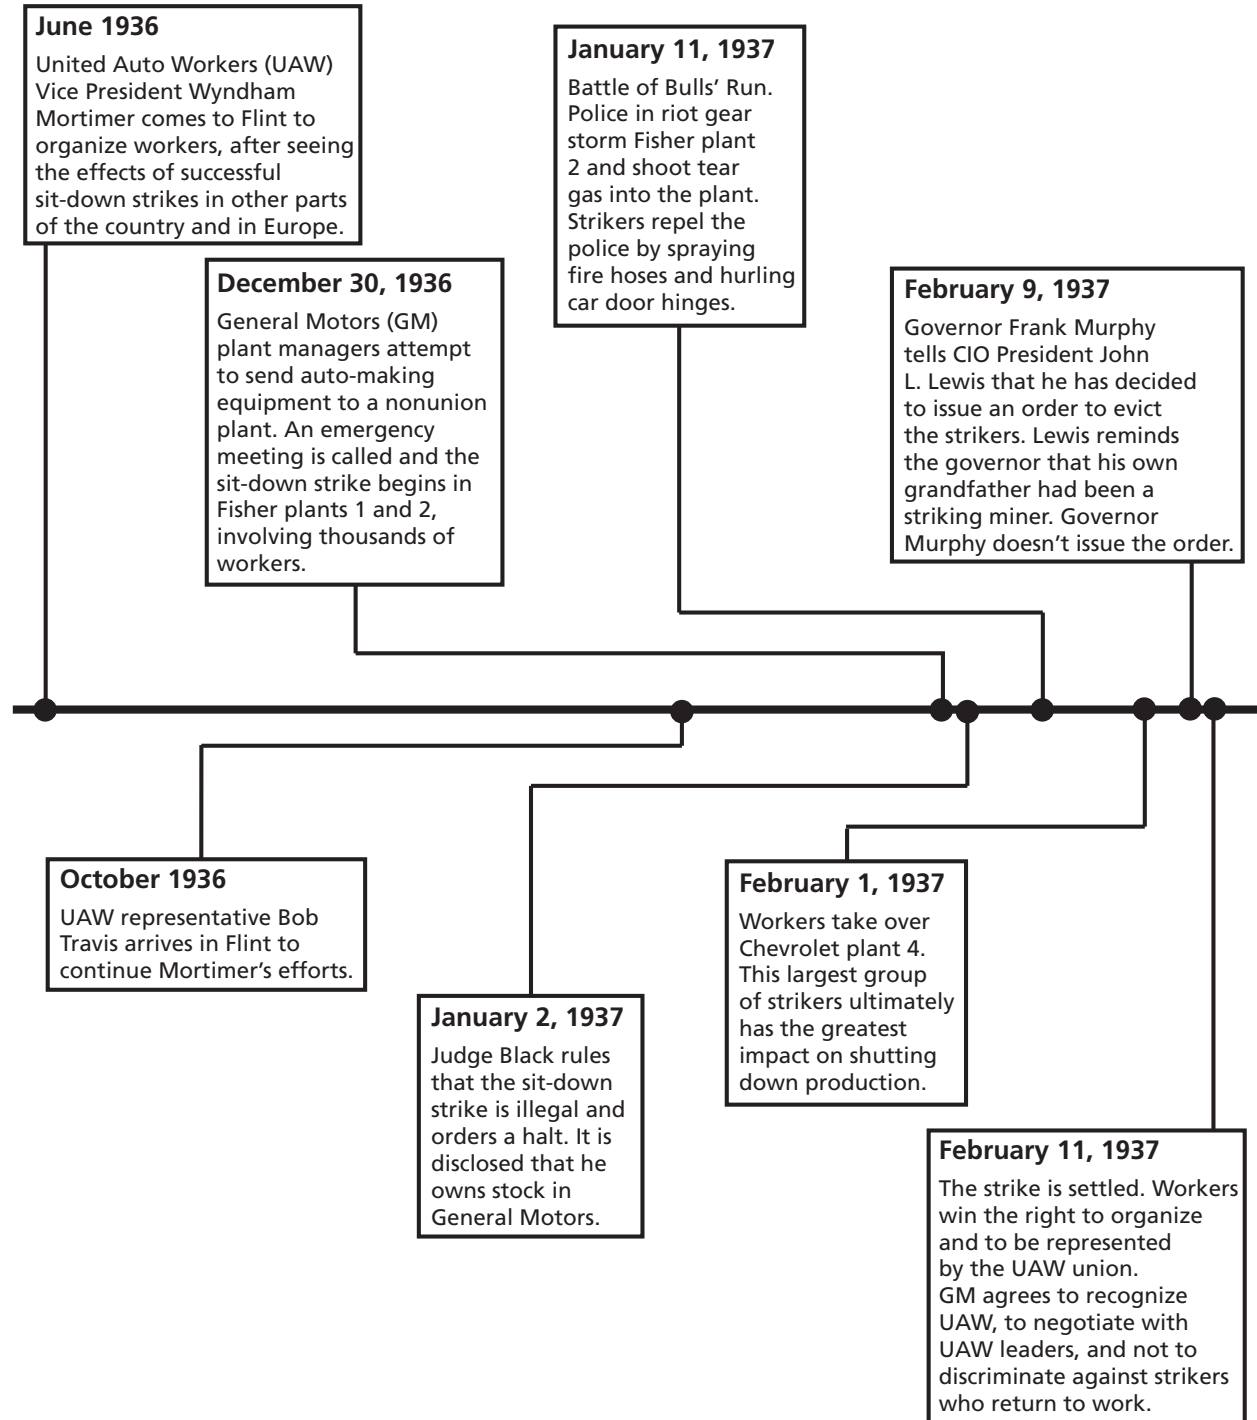 June 1936
United Auto Workers (UAW)
Vice President Wyndham
Mortimer comes to Flint to
organize workers, after seeing
the effects of successful
sit-down strikes in other parts
of the country and in Europe.
December 30, 1936
General Motors (GM)
plant managers attempt
to send auto-making
equipment to a nonunion
plant. An emergency
meeting is called and the
sit-down strike begins in
Fisher plants 1 and 2,
involving thousands of
workers.
January 11, 1937
Battle of Bulls’ Run.
Police in riot gear
storm Fisher plant
2 and shoot tear
gas into the plant.
Strikers repel the
police by spraying
fire hoses and hurling
car door hinges.
February 9, 1937
Governor Frank Murphy
tells CIO President John
L. Lewis that he has decided
to issue an order to evict
the strikers. Lewis reminds
the governor that his own
grandfather had been a
striking miner. Governor
Murphy doesn’t issue the order.
October 1936
UAW representative Bob
Travis arrives in Flint to
continue Mortimer’s efforts.
January 2, 1937
Judge Black rules
that the sit-down
strike is illegal and
orders a halt. It is
disclosed that he
owns stock in
General Motors.
February 1, 1937
Workers take over
Chevrolet plant 4.
This largest group
of strikers ultimately
has the greatest
impact on shutting
down production.
February 11, 1937
The strike is settled. Workers
win the right to organize
and to be represented
by the UAW union.
GM agrees to recognize
UAW, to negotiate with
UAW leaders, and not to
discriminate against strikers
who return to work.